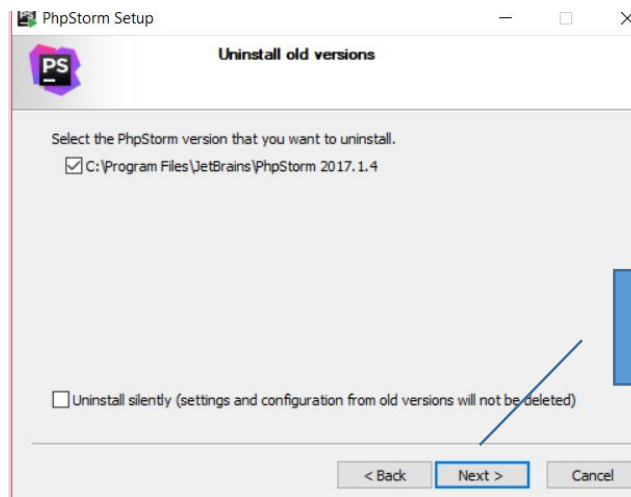 PhpStorm Setup
PS
Uninstall old versions
Select the PhpStorm version that you want to uninstall.
C:\Program Files\JetBrains\PhpStorm 2017.1.4
Uninstall silently (settings and configuration from old versions will not be deleted)
< Back Next > Cancel